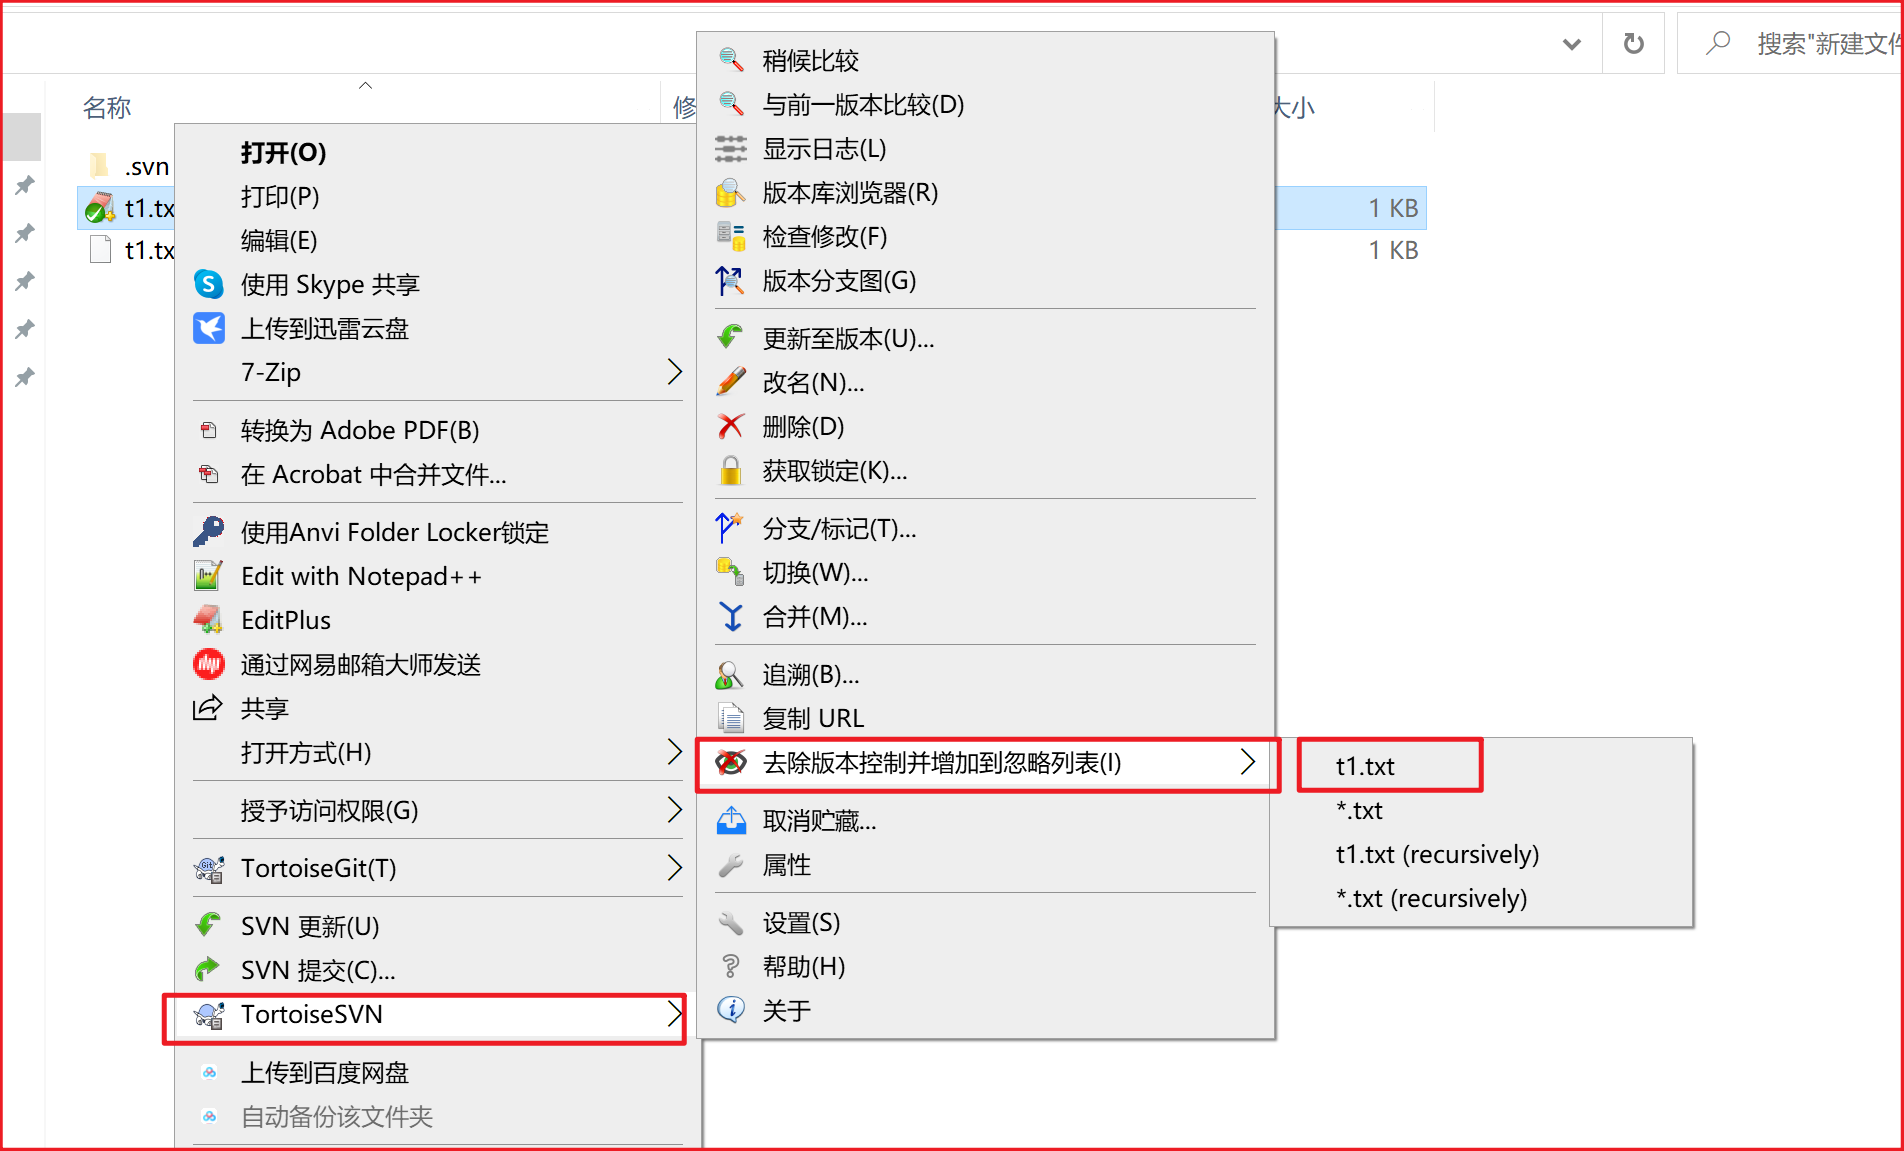 搜索"新建文件
名称
修
大小
.svn
t1.tx
1 KB
t1.tx
1 KB
打开(O)
打印(P)
编辑(E)
使用 Skype 共享
上传到迅雷云盘
7-Zip
转换为 Adobe PDF(B)
在 Acrobat 中合并文件...
使用Anvi Folder Locker锁定
Edit with Notepad++
EditPlus
通过网易邮箱大师发送
共享
打开方式(H)
授予访问权限(G)
TortoiseGit(T)
SVN 更新(U)
SVN 提交(C)...
TortoiseSVN
上传到百度网盘
自动备份该文件夹
稍候比较
与前一版本比较(D)
显示日志(L)
版本库浏览器(R)
检查修改(F)
版本分支图(G)
更新至版本(U)...
改名(N)...
删除(D)
获取锁定(K)...
分支/标记(T)...
切换(W)...
合并(M)...
追溯(B)...
复制 URL
去除版本控制并增加到忽略列表(I)
取消贮藏...
属性
设置(S)
帮助(H)
关于
t1.txt
*.txt
t1.txt (recursively)
*.txt (recursively)